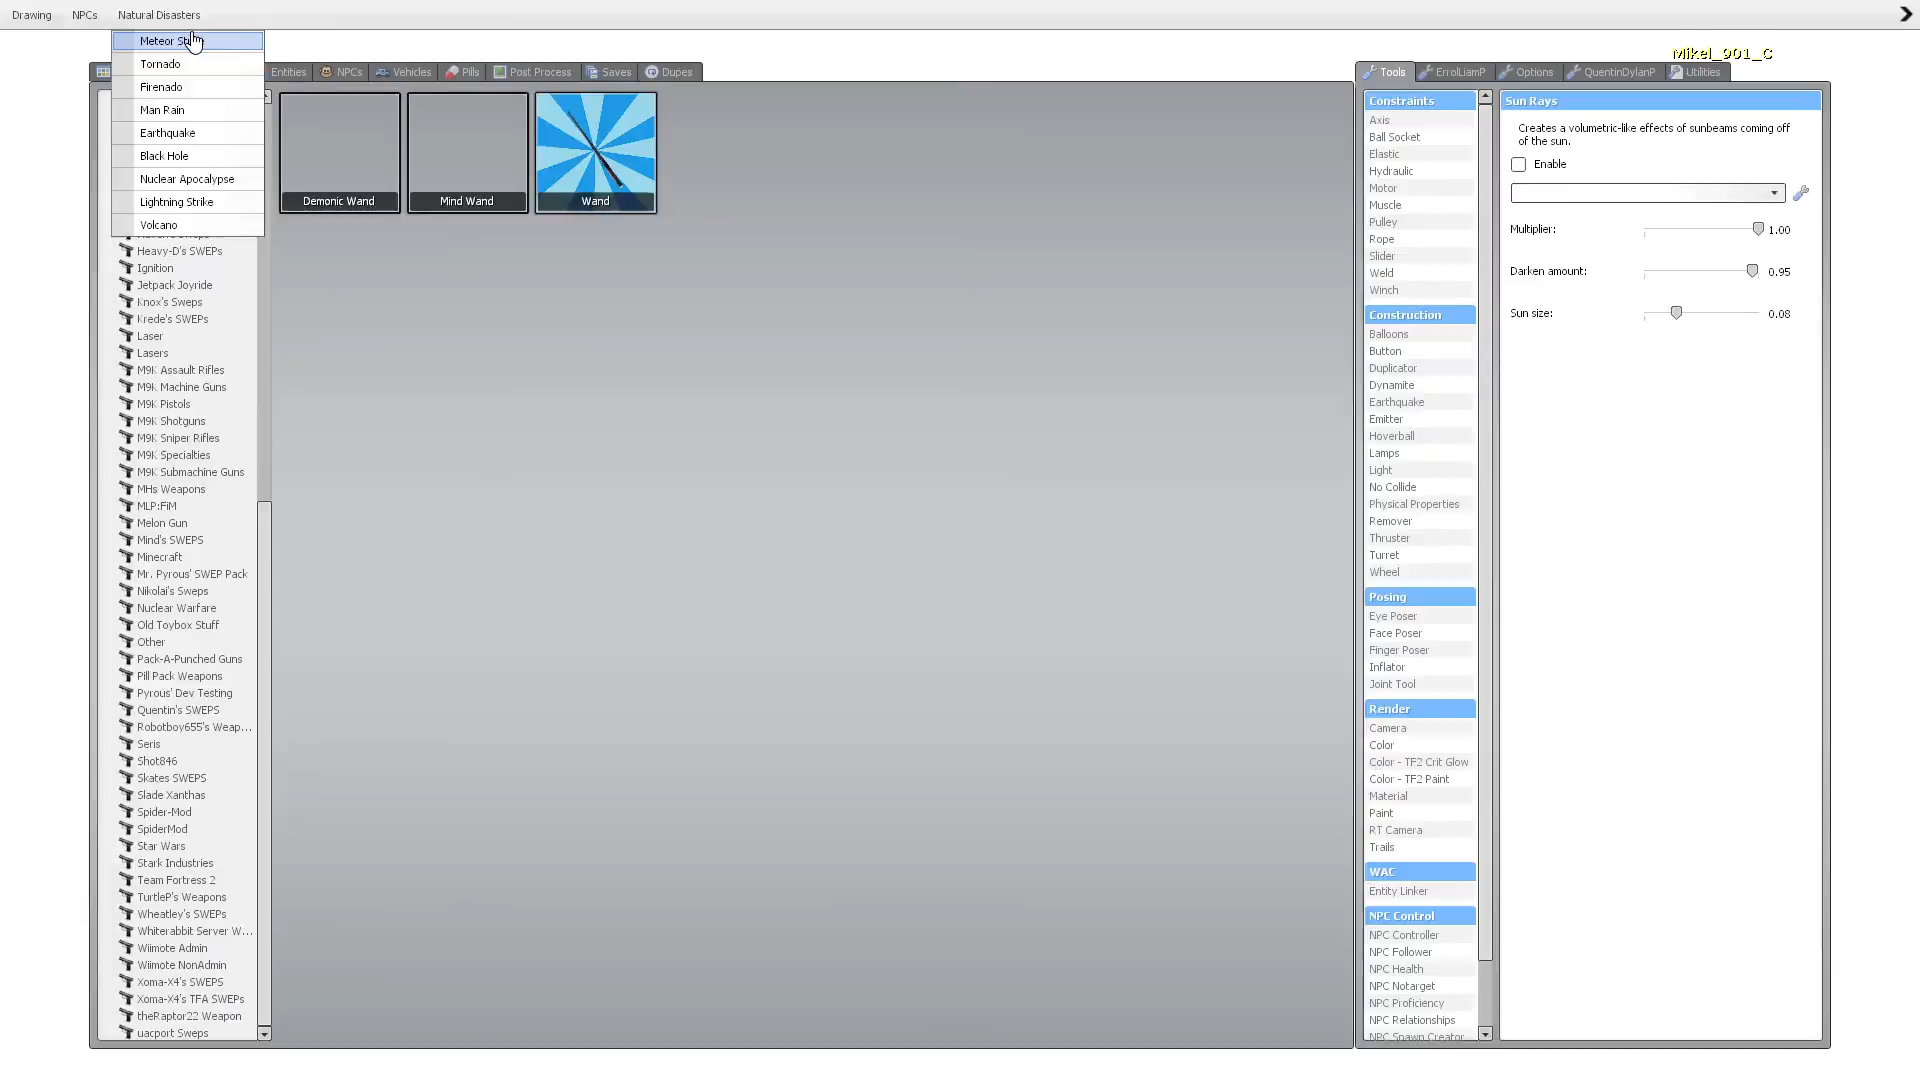 Drawing
NPCs
Natural Disasters
Meteor
Tornado
Firenado
Man Rain
Earthquake
Black Hole
Nuclear Apocalypse
Lightning Strike
Volcano
Mikel_901_C
Entities
NPCs
Vehicles
Pills
Post Process
Saves
Dupes
Heavy-D's SWEPs
Ignition
Jetpack Joyride
Knox's Sweps
Krede's SWEPs
Laser
Lasers
M9K Assault Rifles
M9K Machine Guns
M9K Pistols
M9K Shotguns
M9K Sniper Rifles
M9K Specialties
M9K Submachine Guns
MHs Weapons
MLP:FiM
Melon Gun
Mind's SWEPS
Minecraft
Mr. Pyrous' SWEP Pack
Nikolai's Sweps
Nuclear Warfare
Old Toybox Stuff
Other
Pack-A-Punched Guns
Pill Pack Weapons
Pyrous' Dev Testing
Quentin's SWEPS
Robotboy655's Weap...
Seris
Shot846
Skates SWEPS
Slade Xanthas
Spider-Mod
SpiderMod
Star Wars
Stark Industries
Team Fortress 2
TurtleP's Weapons
Wheatley's SWEPs
Whiterabbit Server W...
Wiimote Admin
Wiimote NonAdmin
Xoma-X4's SWEPS
Xoma-X4's TFA SWEPs
theRaptor22 Weapon
uacport Sweps
Demonic Wand
Mind Wand
Wand
Tools
ErrolLiamP
Options
QuentinDylanP
Utilities
Constraints
Axis
Ball Socket
Elastic
Hydraulic
Motor
Muscle
Pulley
Rope
Slider
Weld
Winch
Construction
Balloons
Button
Duplicator
Dynamite
Earthquake
Emitter
Hoverball
Lamps
Light
No Collide
Physical Properties
Remover
Thruster
Turret
Wheel
Posing
Eye Poser
Face Poser
Finger Poser
Inflator
Joint Tool
Render
Camera
Color
Color - TF2 Crit Glow
Color - TF2 Paint
Material
Paint
RT Camera
Trails
WAC
Entity Linker
NPC Control
NPC Controller
NPC Follower
NPC Health
NPC Notarget
NPC Proficiency
NPC Relationships
NPC Spawn Creator
Sun Rays
Creates a volumetric-like effects of sunbeams coming off
of the sun.
Enable
Multiplier: 1.00
Darken amount: 0.95
Sun size: 0.08